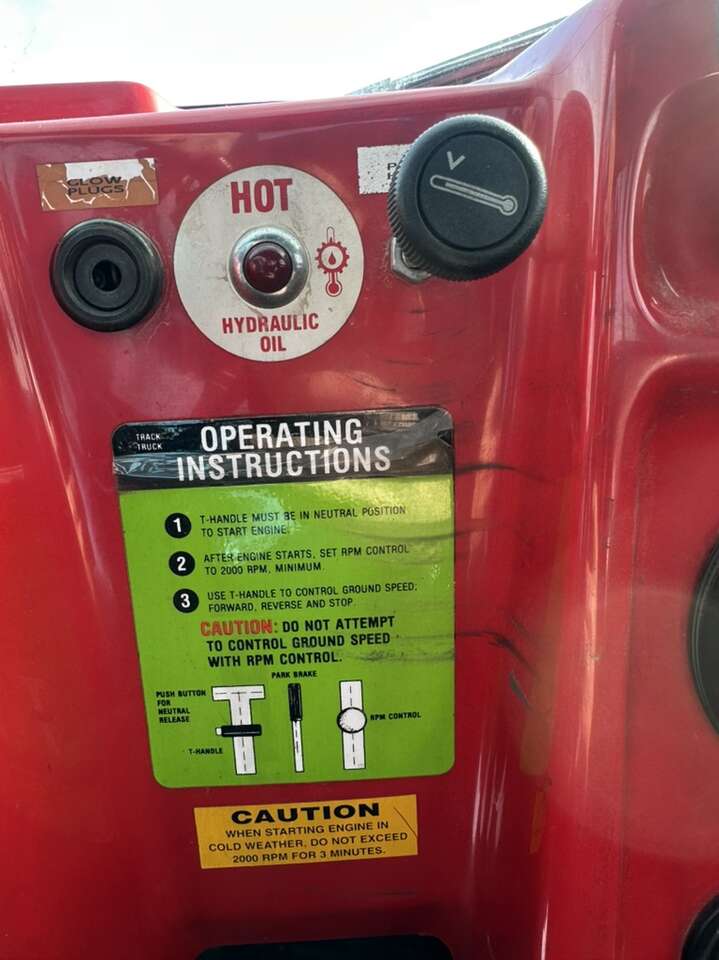 GLOW
PLUGS
HOT
HYDRAULIC
OIL
TRACK
TRUCK
OPERATING
INSTRUCTIONS
1 T-HANDLE MUST BE IN NEUTRAL POSITION
TO START ENGINE.
2 AFTER ENGINE STARTS, SET RPM CONTROL
TO 2000 RPM, MINIMUM.
3 USE T-HANDLE TO CONTROL GROUND SPEED;
FORWARD, REVERSE AND STOP
CAUTION: DO NOT ATTEMPT
TO CONTROL GROUND SPEED
WITH RPM CONTROL.
PARK BRAKE
PUSH BUTTON
FOR
NEUTRAL
RELEASE
RPM CONTROL
T-HANDLE
CAUTION
WHEN STARTING ENGINE IN
COLD WEATHER, DO NOT EXCEED
2000 RPM FOR 3 MINUTES.